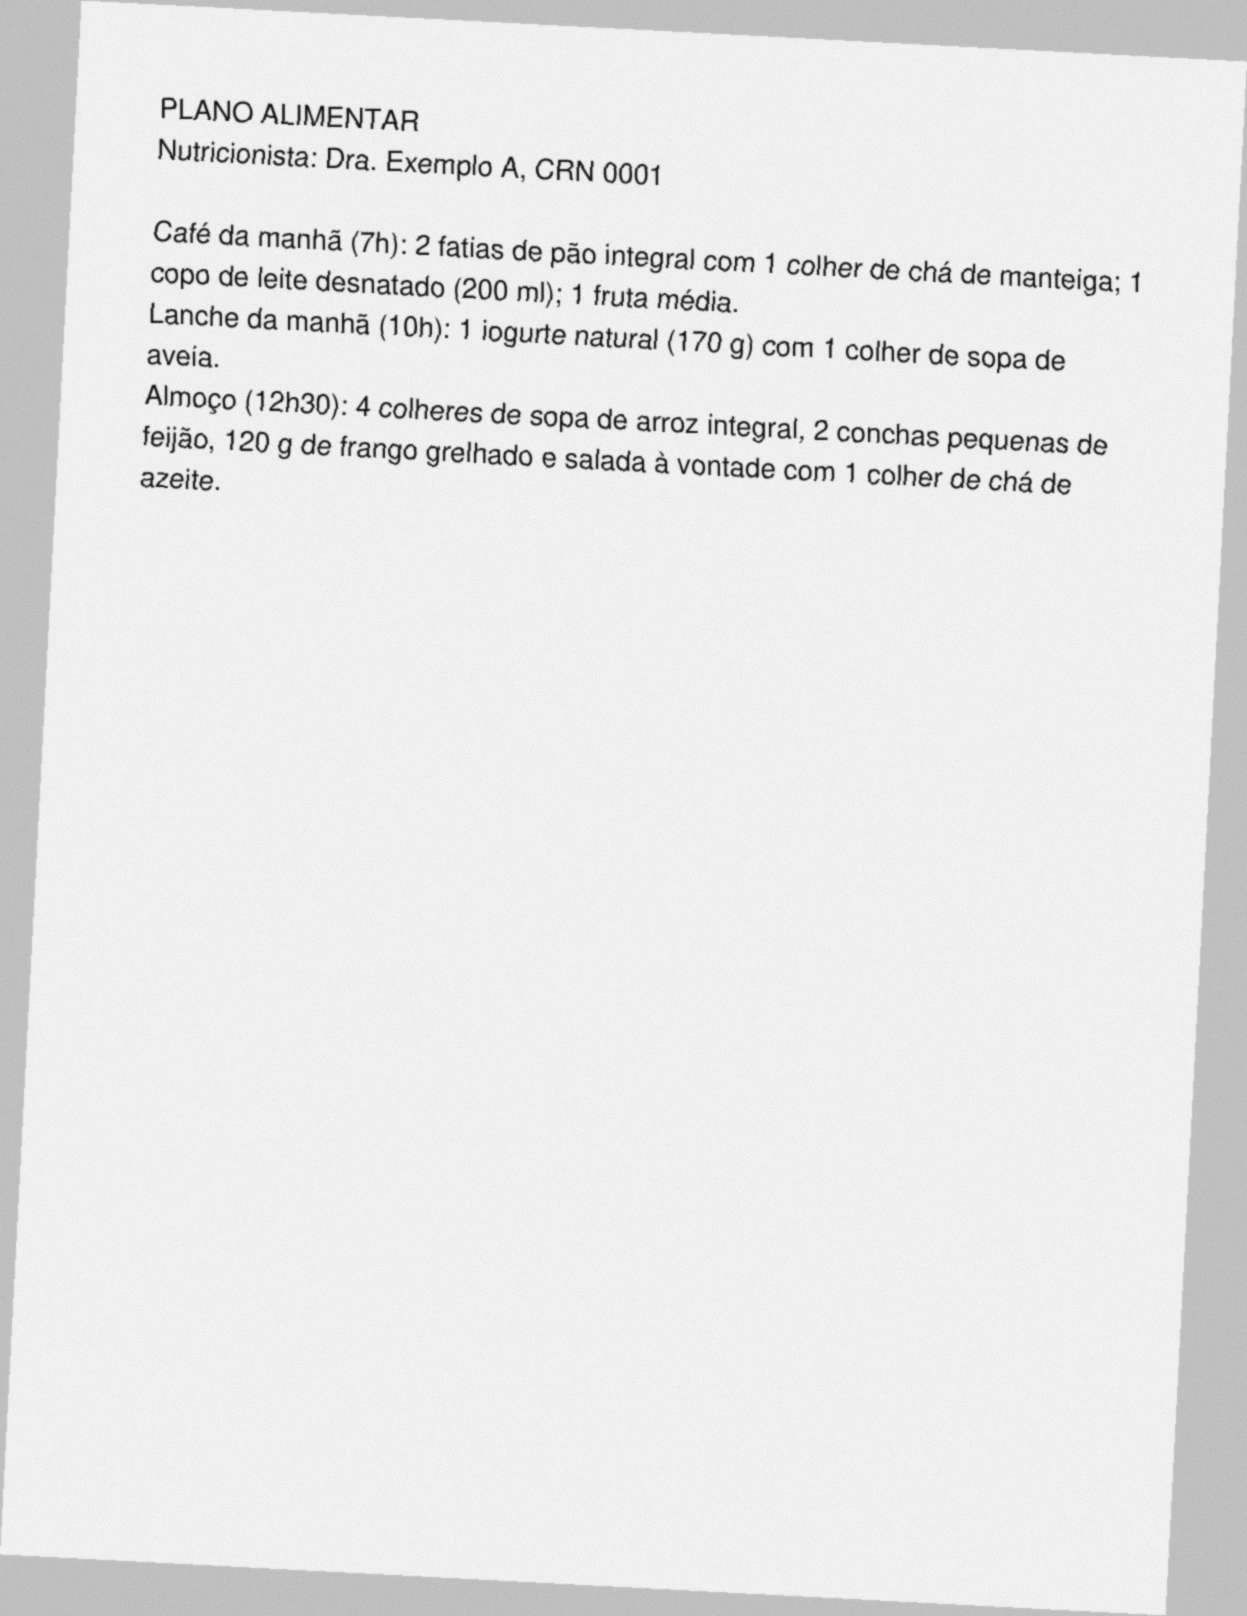 PLANO ALIMENTAR
Nutricionista: Dra. Exemplo A, CRN 0001
Café da manhã (7h): 2 fatias de pão integral com 1 colher de chá de manteiga; 1
copo de leite desnatado (200 ml); 1 fruta média.
Lanche da manhã (10h): 1 iogurte natural (170 g) com 1 colher de sopa de
aveia.
Almoço (12h30): 4 colheres de sopa de arroz integral, 2 conchas pequenas de
feijão, 120 g de frango grelhado e salada à vontade com 1 colher de chá de
azeite.